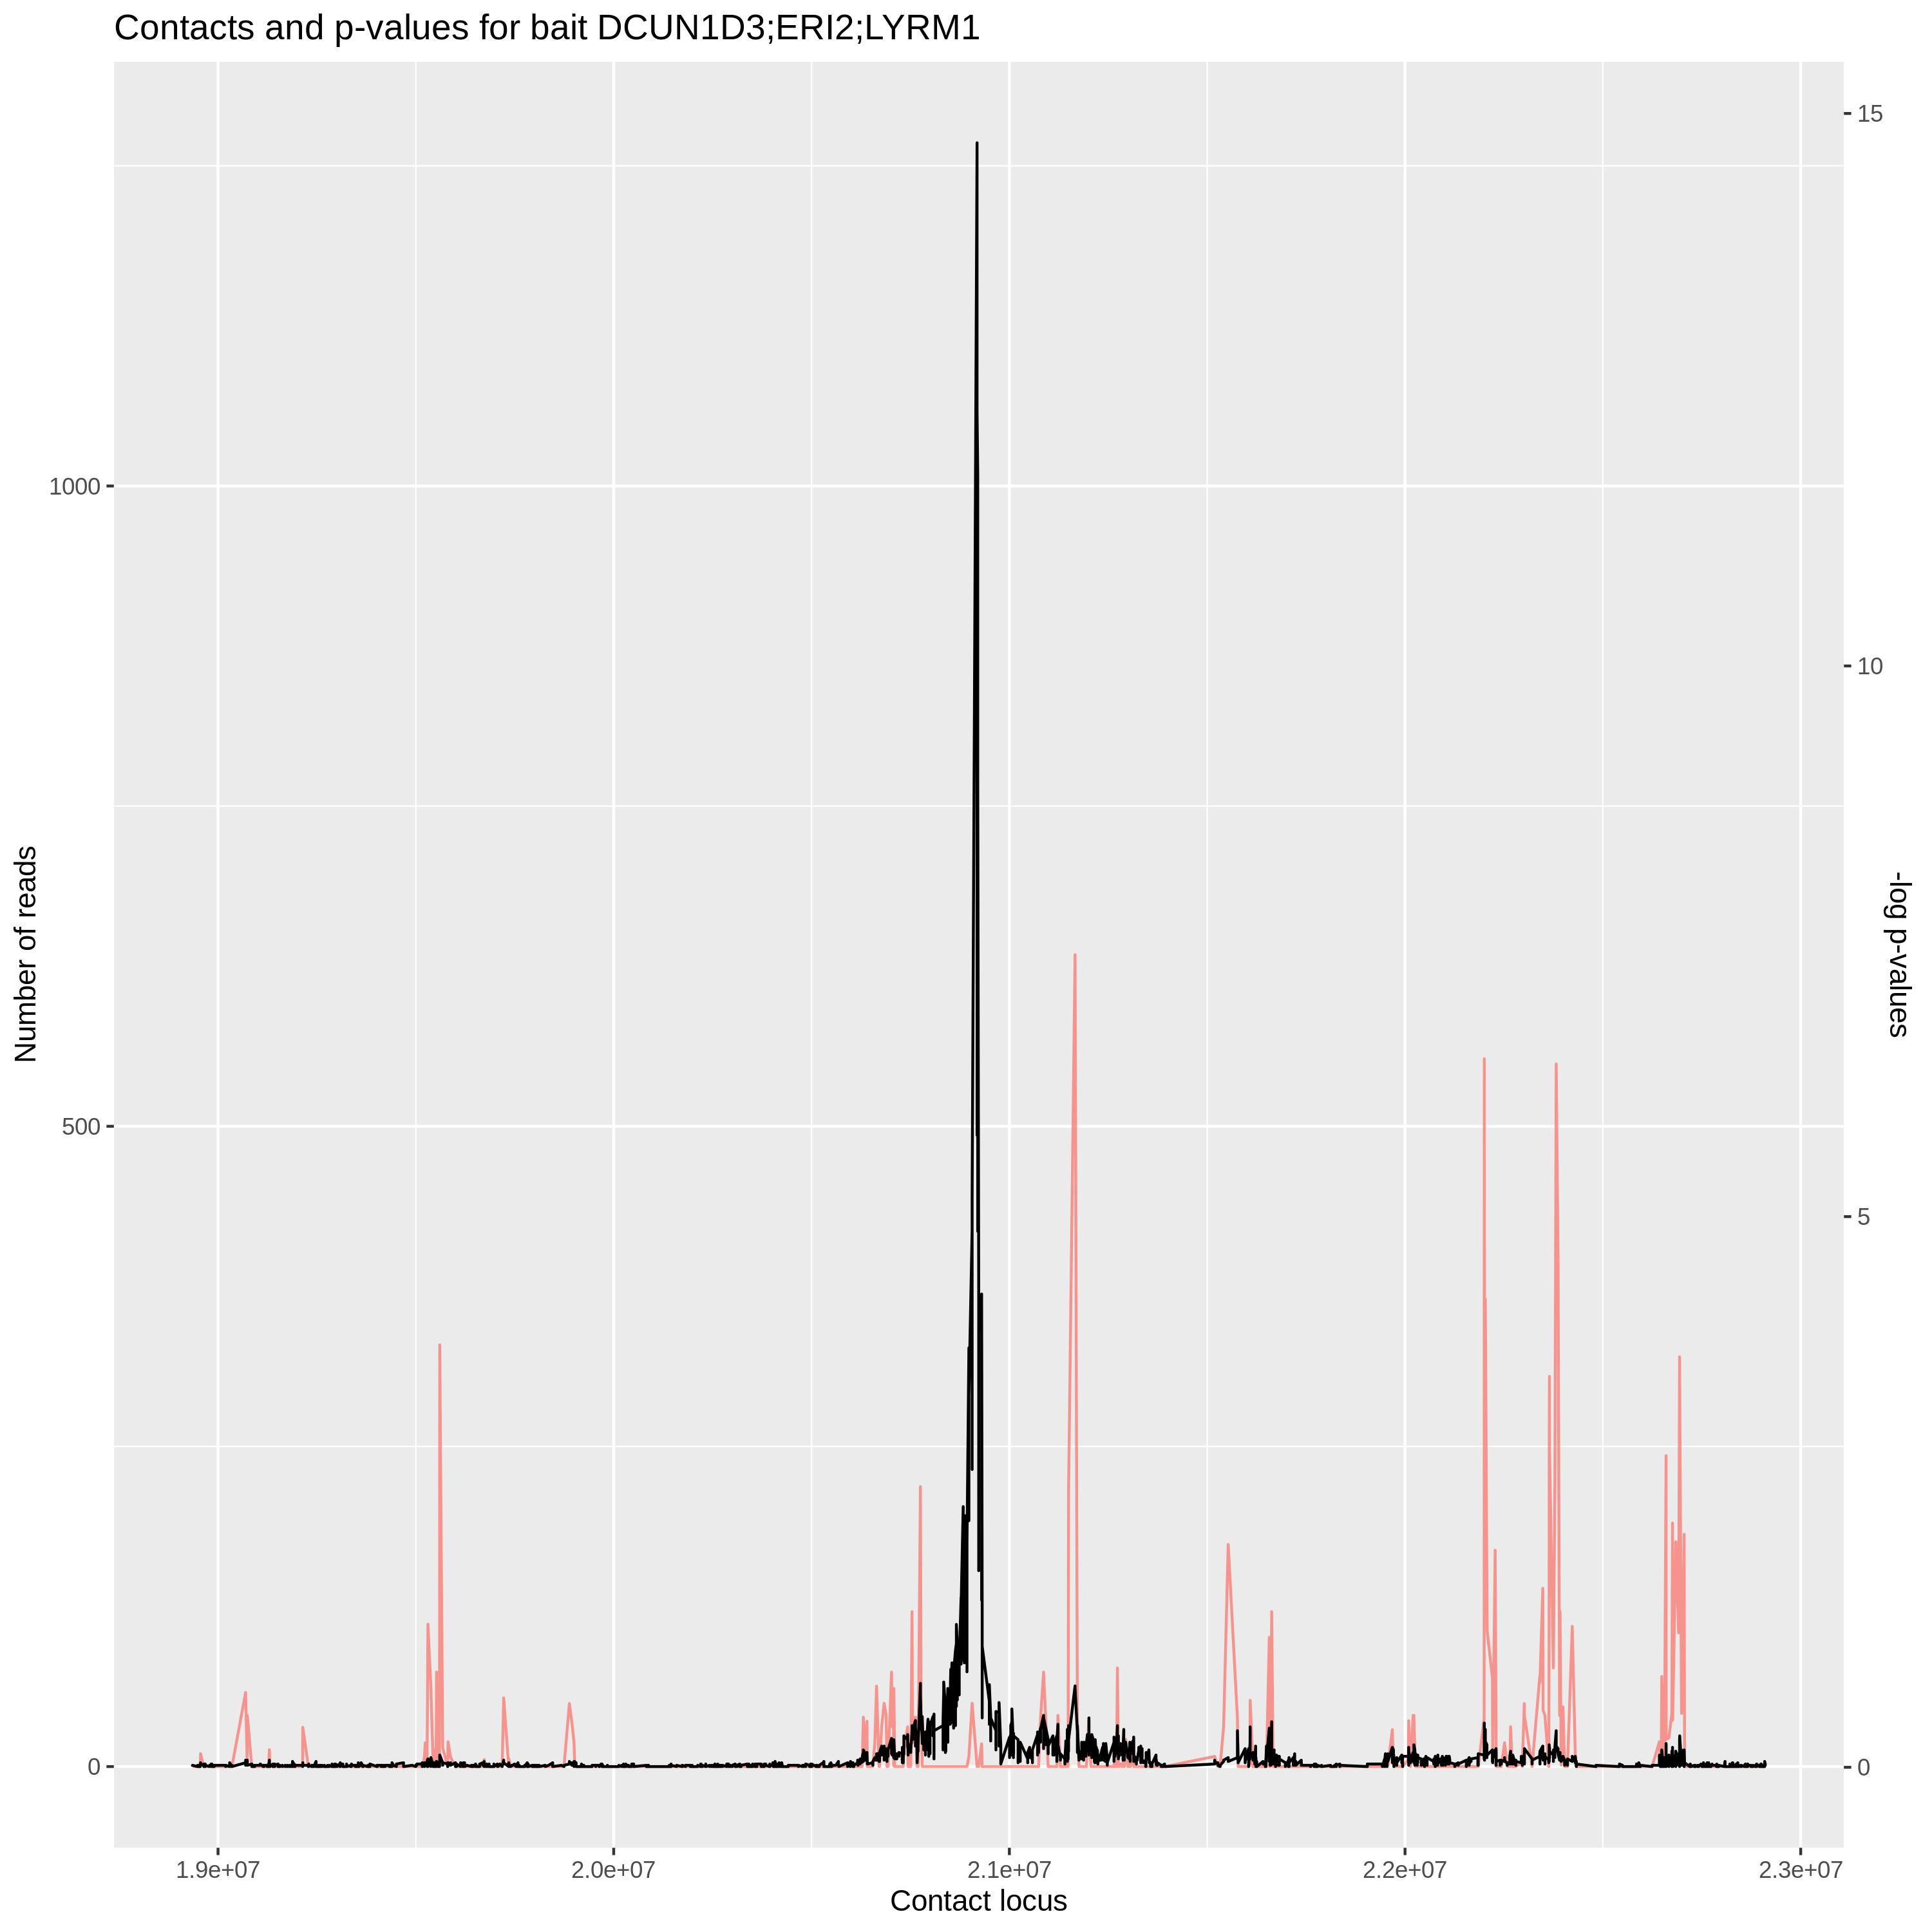 Contacts and p-values for bait DCUN1D3;ERI2;LYRM1
15
1000
10
Number of reads
-log p-values
500
5
0
0
1.9e+07 2.0e+07 2.1e+07 2.2e+07 2.3e+07
Contact locus